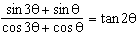 (sin 3θ + sin θ)/(cos 3θ + cos θ) = tan 2θ